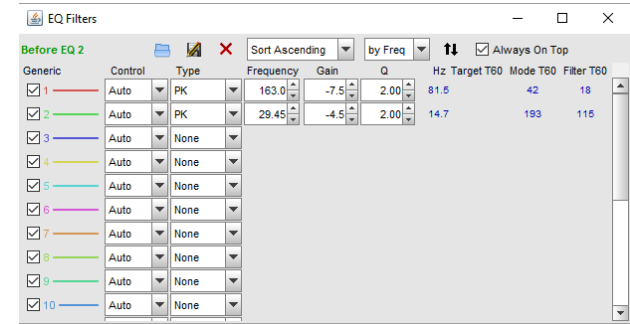 EQ Filters
Before EQ 2 Sort Ascending by Freq Always On Top
Generic Control Type Frequency Gain Q Hz Target T60 Mode T60 Filter T60
1 Auto PK 163.0 -7.5 2.00 81.5 42 18
2 Auto PK 29.45 -4.5 2.00 14.7 193 115
3 Auto None
4 Auto None
5 Auto None
6 Auto None
7 Auto None
8 Auto None
9 Auto None
10 Auto None